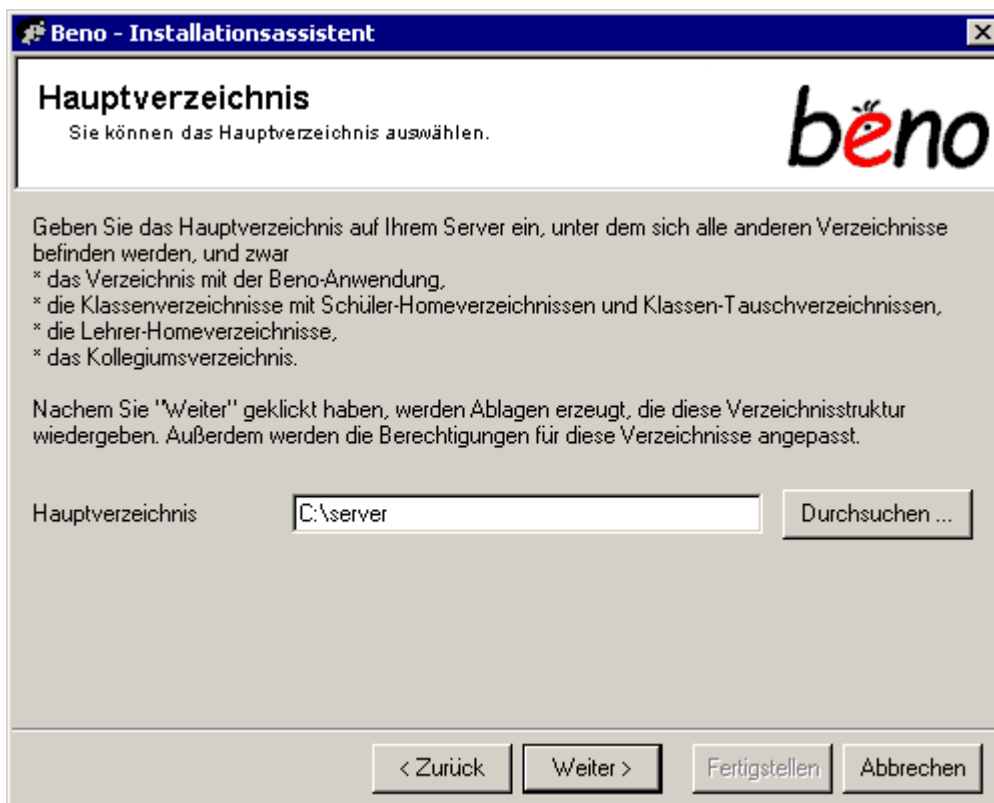 Beno - Installationsassistent
Hauptverzeichnis
Sie können das Hauptverzeichnis auswählen.
beno
Geben Sie das Hauptverzeichnis auf Ihrem Server ein, unter dem sich alle anderen Verzeichnisse
befinden werden, und zwar
* das Verzeichnis mit der Beno-Anwendung,
* die Klassenverzeichnisse mit Schüler-Homeverzeichnissen und Klassen-Tauschverzeichnissen,
* die Lehrer-Homeverzeichnisse,
* das Kollegiumsverzeichnis.
Nachem Sie "Weiter" geklickt haben, werden Ablagen erzeugt, die diese Verzeichnisstruktur
wiedergeben. Außerdem werden die Berechtigungen für diese Verzeichnisse angepasst.
Hauptverzeichnis C:\server Durchsuchen ...
< Zurück Weiter > Fertigstellen Abbrechen